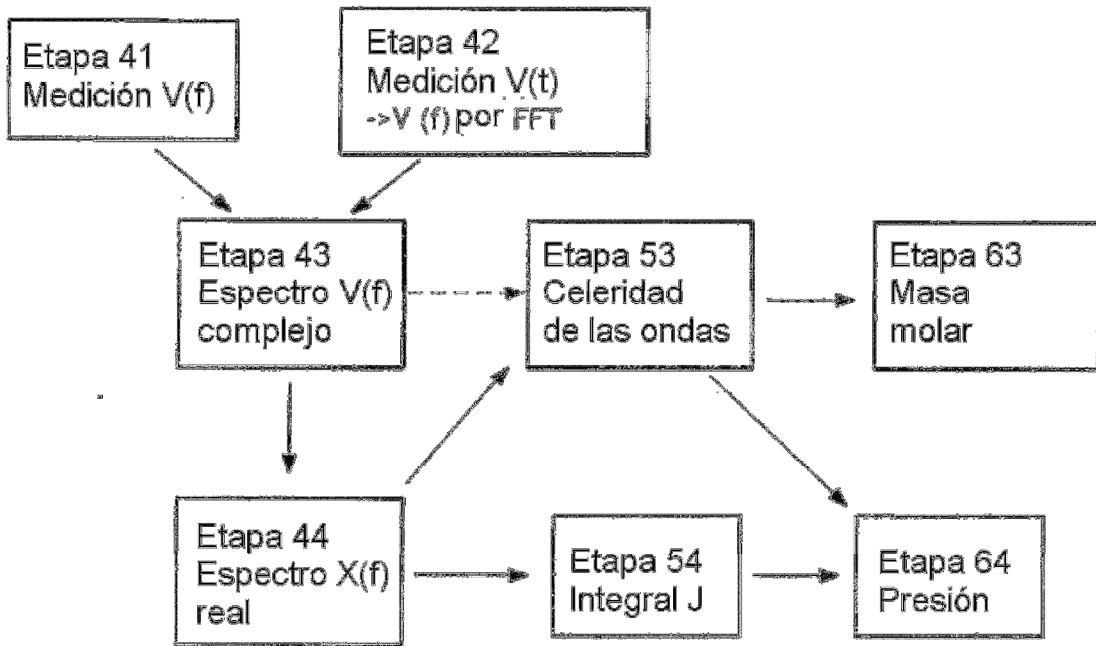 Etapa 41
Medición V(f)
Etapa 42
Medición V(t)
->V (f) por FFT
Etapa 43
Espectro V(f)
complejo
Etapa 53
Celeridad
de las ondas
Etapa 63
Masa
molar
Etapa 44
Espectro X(f)
real
Etapa 54
Integral J
Etapa 64
Presión